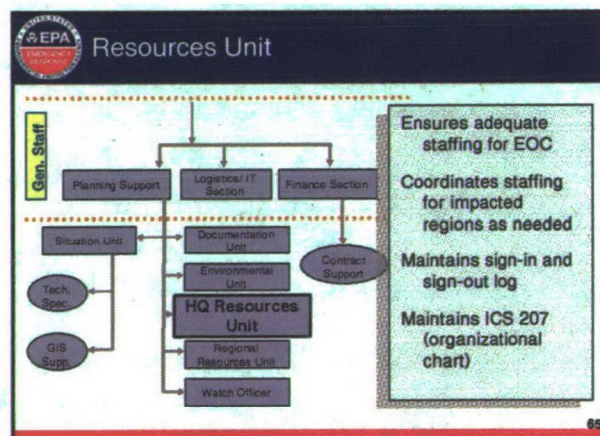 UNITED STATES
EPA
EMERGENCY
RESPONSE
Resources Unit
Gen. Staff
Planning Support
Logistics/ IT
Section
Finance Section
Situation Unit
Documentation
Unit
Environmental
Unit
HQ Resources
Unit
Regional
Resources Unit
Watch Officer
Tech.
Spec.
GIS
Supp.
Contract
Support
Ensures adequate
staffing for EOC
Coordinates staffing
for impacted
regions as needed
Maintains sign-in and
sign-out log
Maintains ICS 207
(organizational
chart)
65